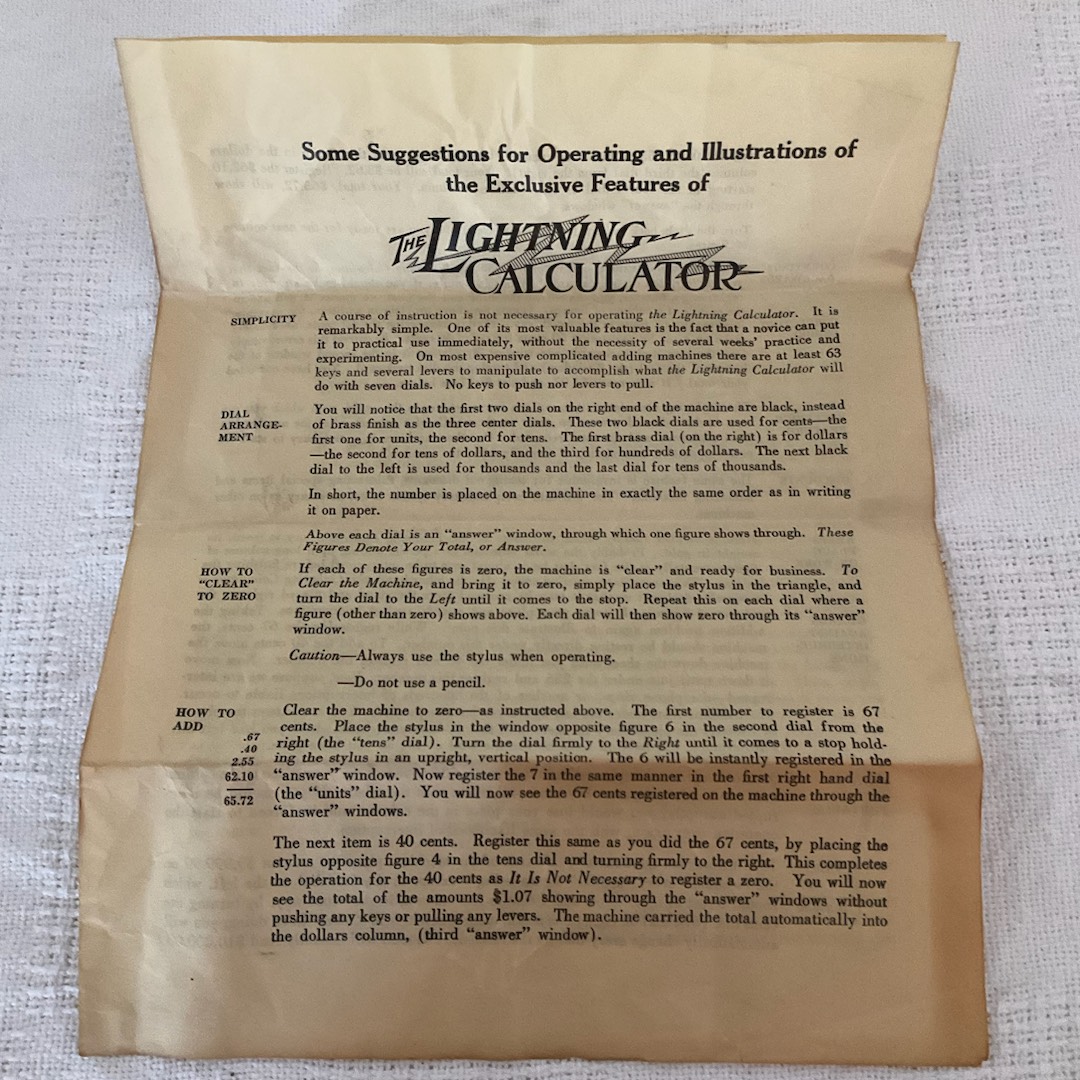 Some Suggestions for Operating and Illustrations of
the Exclusive Features of
THE LIGHTNING
CALCULATOR
SIMPLICITY
A course of instruction is not necessary for operating the Lightning Calculator. It is
remarkably simple. One of its most valuable features is the fact that a novice can put
it to practical use immediately, without the necessity of several weeks' practice and
experimenting. On most expensive complicated adding machines there are at least 63
keys and several levers to manipulate to accomplish what the Lightning Calculator will
do with seven dials. No keys to push nor levers to pull.
DIAL
ARRANGE-
MENT
You will notice that the first two dials on the right end of the machine are black, instead
of brass finish as the three center dials. These two black dials are used for cents—the
first one for units, the second for tens. The first brass dial (on the right) is for dollars
—the second for tens of dollars, and the third for hundreds of dollars. The next black
dial to the left is used for thousands and the last dial for tens of thousands.
In short, the number is placed on the machine in exactly the same order as in writing
it on paper.
Above each dial is an "answer" window, through which one figure shows through. These
Figures Denote Your Total, or Answer.
HOW TO
"CLEAR"
TO ZERO
If each of these figures is zero, the machine is "clear" and ready for business. To
Clear the Machine, and bring it to zero, simply place the stylus in the triangle, and
turn the dial to the Left until it comes to the stop. Repeat this on each dial where a
figure (other than zero) shows above. Each dial will then show zero through its "answer"
window.
Caution—Always use the stylus when operating.
—Do not use a pencil.
HOW TO
ADD
.67
.40
2.55
62.10
65.72
Clear the machine to zero—as instructed above. The first number to register is 67
cents. Place the stylus in the window opposite figure 6 in the second dial from the
right (the "tens" dial). Turn the dial firmly to the Right until it comes to a stop hold-
ing the stylus in an upright, vertical position. The 6 will be instantly registered in the
"answer" window. Now register the 7 in the same manner in the first right hand dial
(the "units" dial). You will now see the 67 cents registered on the machine through the
"answer" windows.
The next item is 40 cents. Register this same as you did the 67 cents, by placing the
stylus opposite figure 4 in the tens dial and turning firmly to the right. This completes
the operation for the 40 cents as It Is Not Necessary to register a zero. You will now
see the total of the amounts $1.07 showing through the "answer" windows without
pushing any keys or pulling any levers. The machine carried the total automatically into
the dollars column, (third "answer" window).